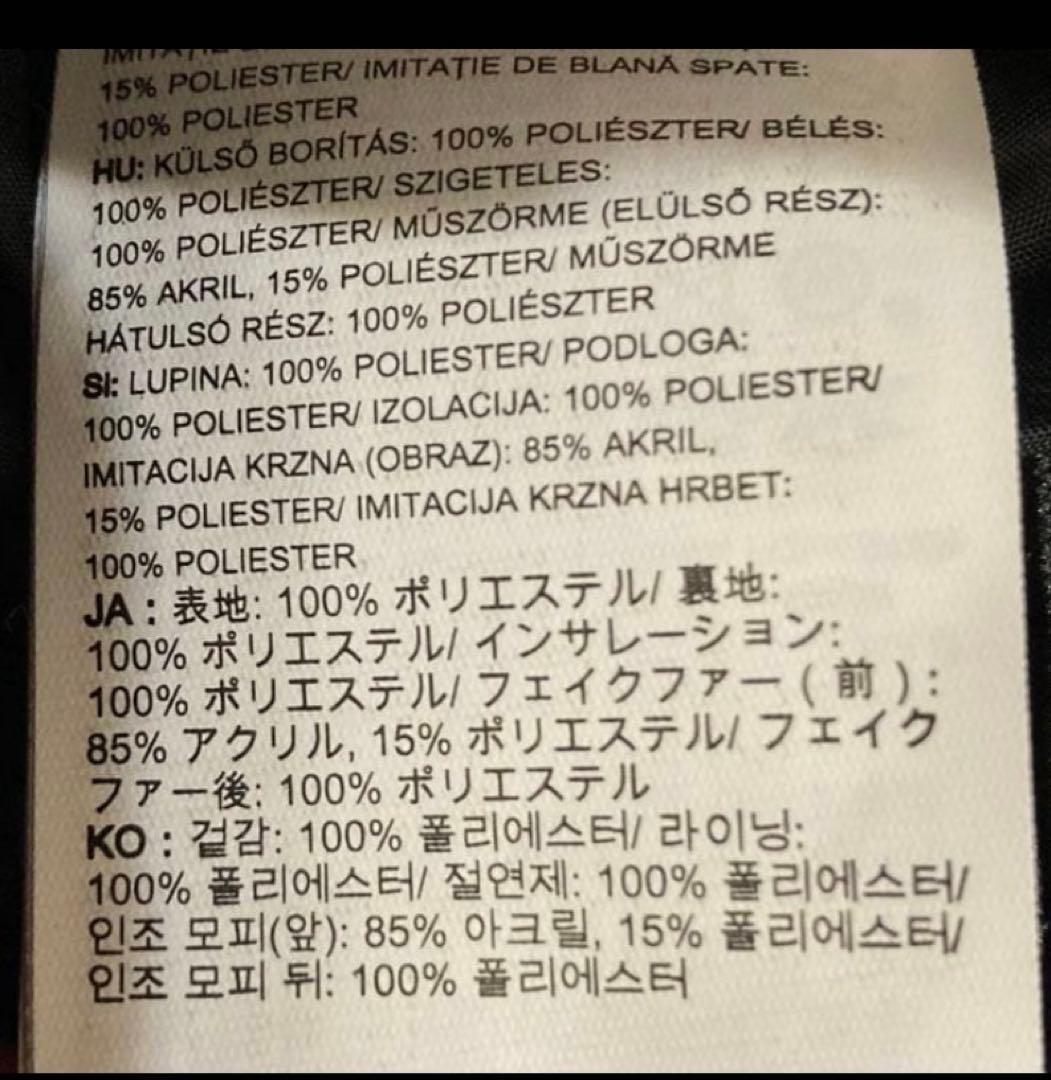 15% POLIESTER/ IMITAȚIE DE BLANĂ SPATE:
100% POLIESTER
HU: KÜLSŐ BORÍTÁS: 100% POLIÉSZTER/ BÉLÉS:
100% POLIÉSZTER/ SZIGETELES:
100% POLIÉSZTER/ MŰSZŐRME (ELÜLSŐ RÉSZ):
85% AKRIL, 15% POLIÉSZTER/ MŰSZŐRME
HÁTULSÓ RÉSZ: 100% POLIÉSZTER
SI: LUPINA: 100% POLIESTER/ PODLOGA:
100% POLIESTER/ IZOLACIJA: 100% POLIESTER/
IMITACIJA KRZNA (OBRAZ): 85% AKRIL,
15% POLIESTER/ IMITACIJA KRZNA HRBET:
100% POLIESTER
JA : 表地: 100% ポリエステル/ 裏地:
100% ポリエステル/ インサレーション:
100% ポリエステル/ フェイクファー ( 前 ) :
85% アクリル, 15% ポリエステル/ フェイク
ファー後: 100% ポリエステル
KO : 겉감: 100% 폴리에스터/ 라이닝:
100% 폴리에스터/ 절연제: 100% 폴리에스터/
인조 모피(앞): 85% 아크릴, 15% 폴리에스터/
인조 모피 뒤: 100% 폴리에스터